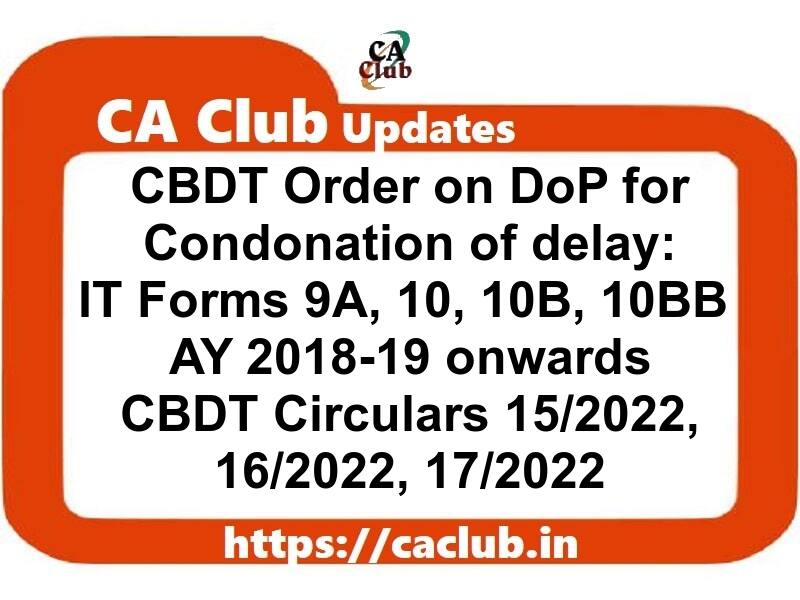 CA
Club
CA Club Updates
CBDT Order on DoP for
Condonation of delay:
IT Forms 9A, 10, 10B, 10BB
AY 2018-19 onwards
CBDT Circulars 15/2022,
16/2022, 17/2022
https://caclub.in